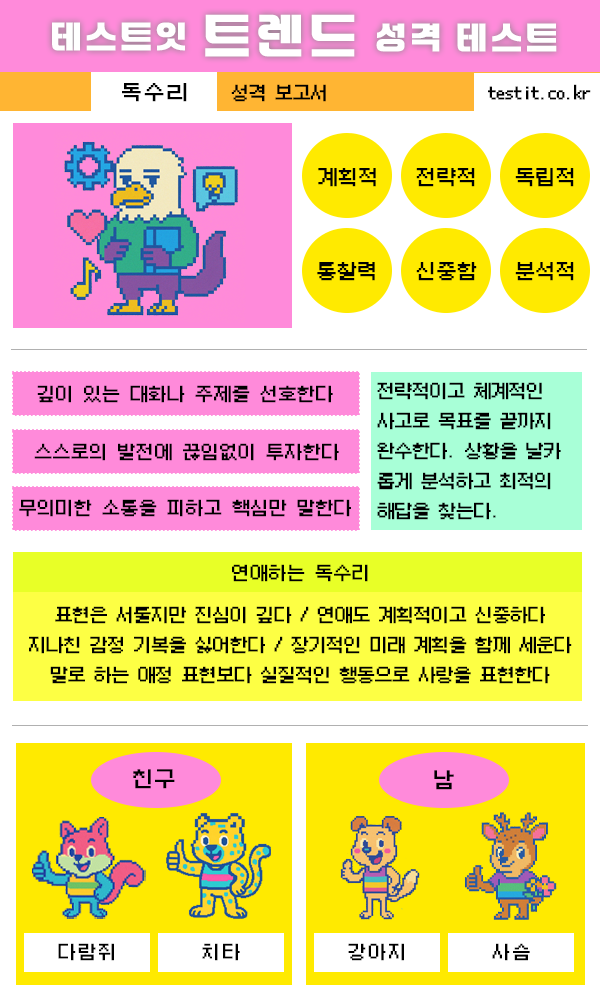 테스트잇 트렌드 성격 테스트
독수리
성격 보고서
testit.co.kr
계획적
전략적
독립적
통찰력
신중함
분석적
깊이 있는 대화나 주제를 선호한다
스스로의 발전에 끊임없이 투자한다
무의미한 소통을 피하고 핵심만 말한다
전략적이고 체계적인
사고로 목표를 끝까지
완수한다. 상황을 날카
롭게 분석하고 최적의
해답을 찾는다.
연애하는 독수리
표현은 서툴지만 진심이 깊다 / 연애도 계획적이고 신중하다
지나친 감정 기복을 싫어한다 / 장기적인 미래 계획을 함께 세운다
말로 하는 애정 표현보다 실질적인 행동으로 사랑을 표현한다
친구
다람쥐
치타
남
강아지
사슴